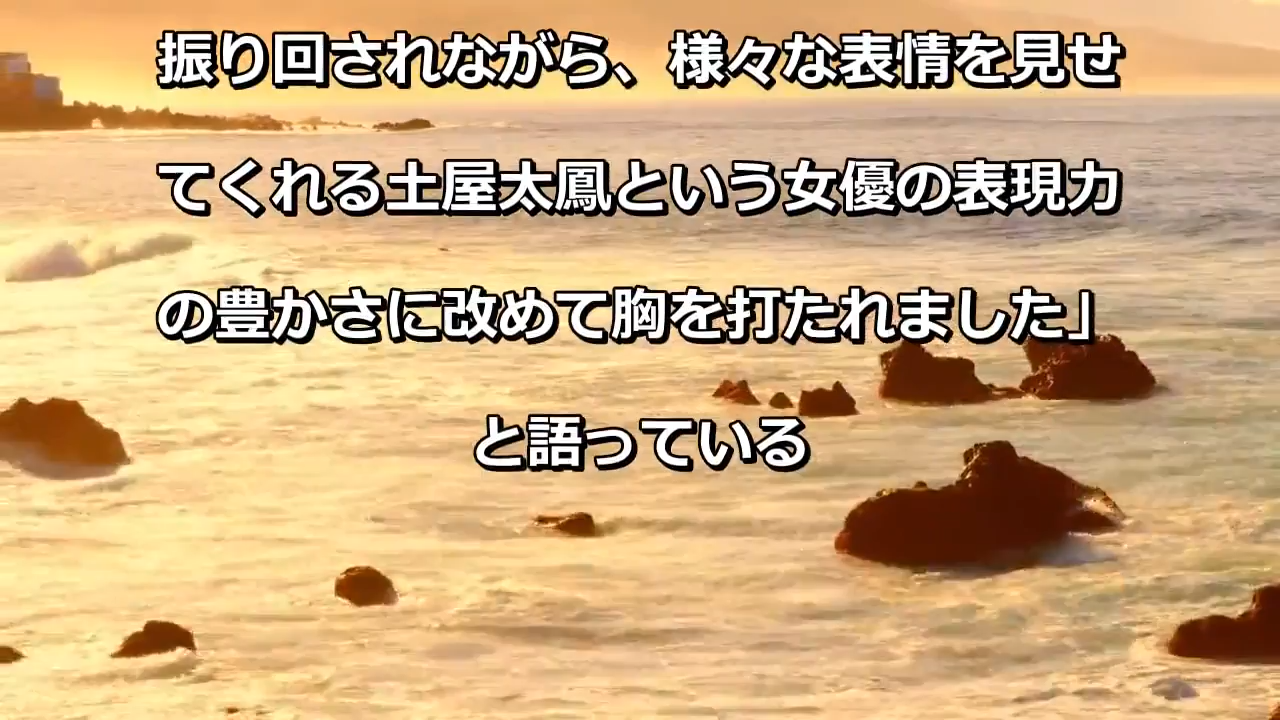 振り回されながら、様々な表情を見せ
てくれる土屋太鳳という女優の表現力
の豊かさに改めて胸を打たれました」
と語っている